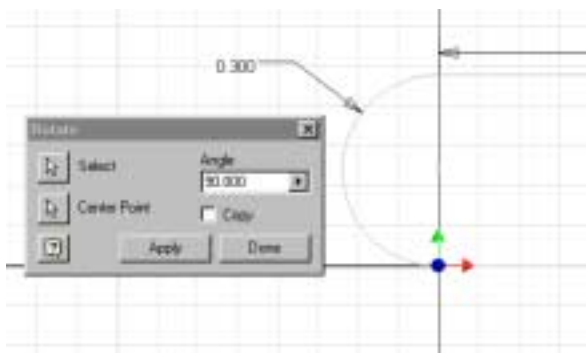 0.300
Rotate
Select
Angle
90.000
Center Point
Copy
?
Apply
Done